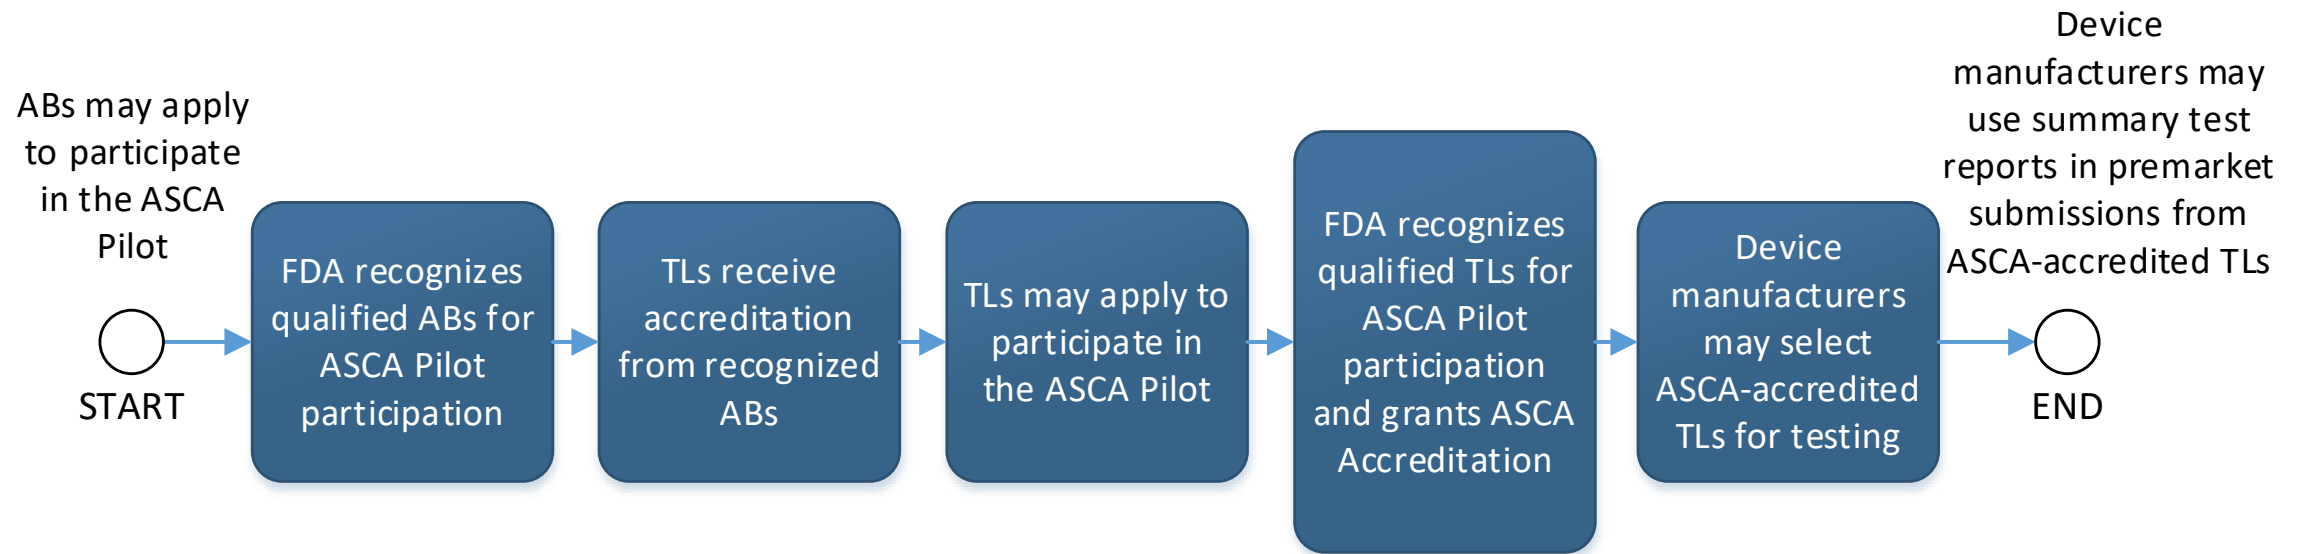 ABs may apply
to participate
in the ASCA
Pilot
START
FDA recognizes
qualified ABs for
ASCA Pilot
participation
TLs receive
accreditation
from recognized
ABs
TLs may apply to
participate in
the ASCA Pilot
FDA recognizes
qualified TLs for
ASCA Pilot
participation
and grants ASCA
Accreditation
Device
manufacturers
may select
ASCA-accredited
TLs for testing
Device
manufacturers may
use summary test
reports in premarket
submissions from
ASCA-accredited TLs
END